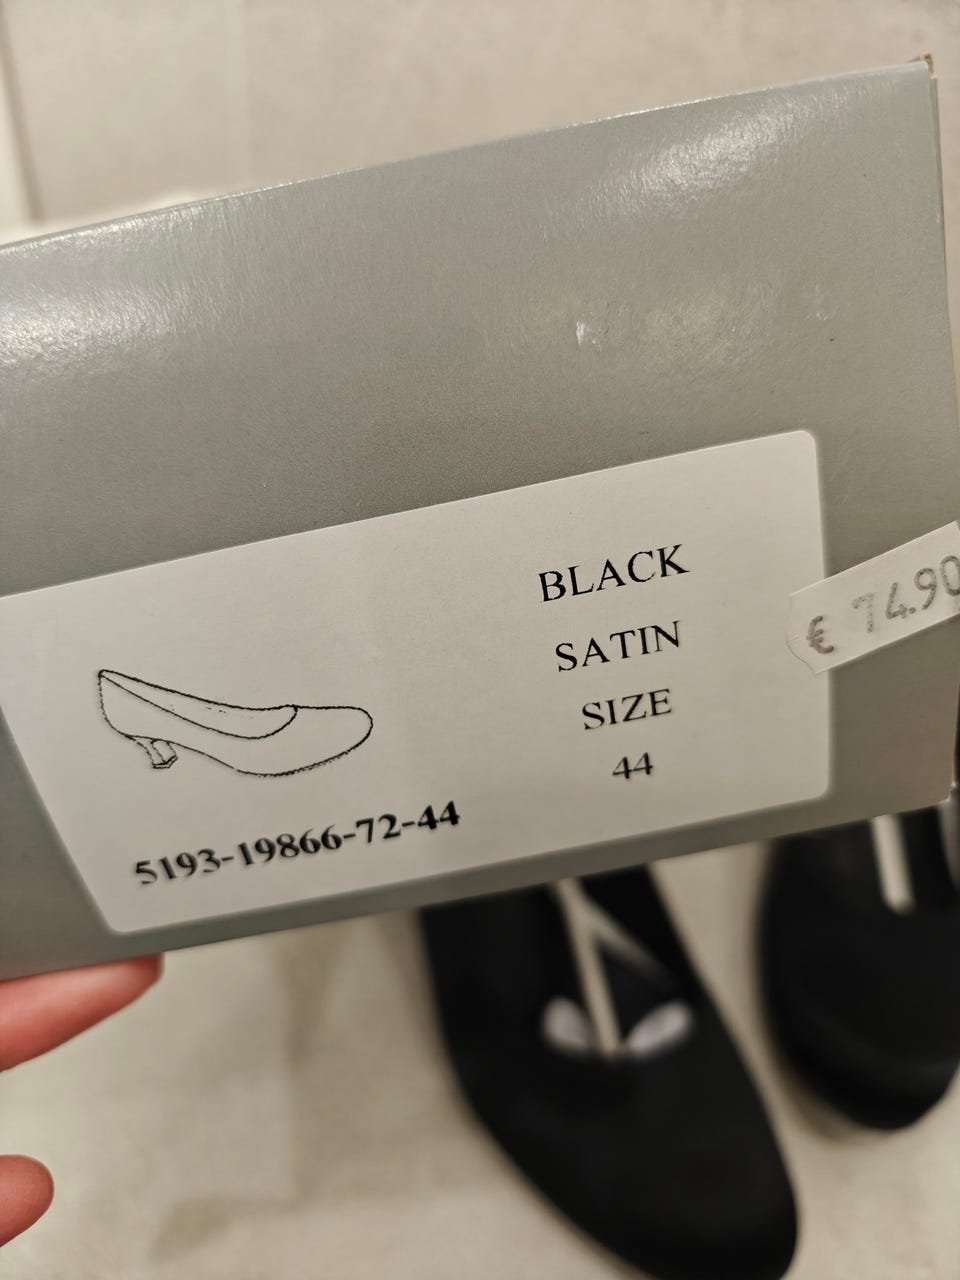 BLACK
SATIN
SIZE
44
€ 74.90
5193-19866-72-44